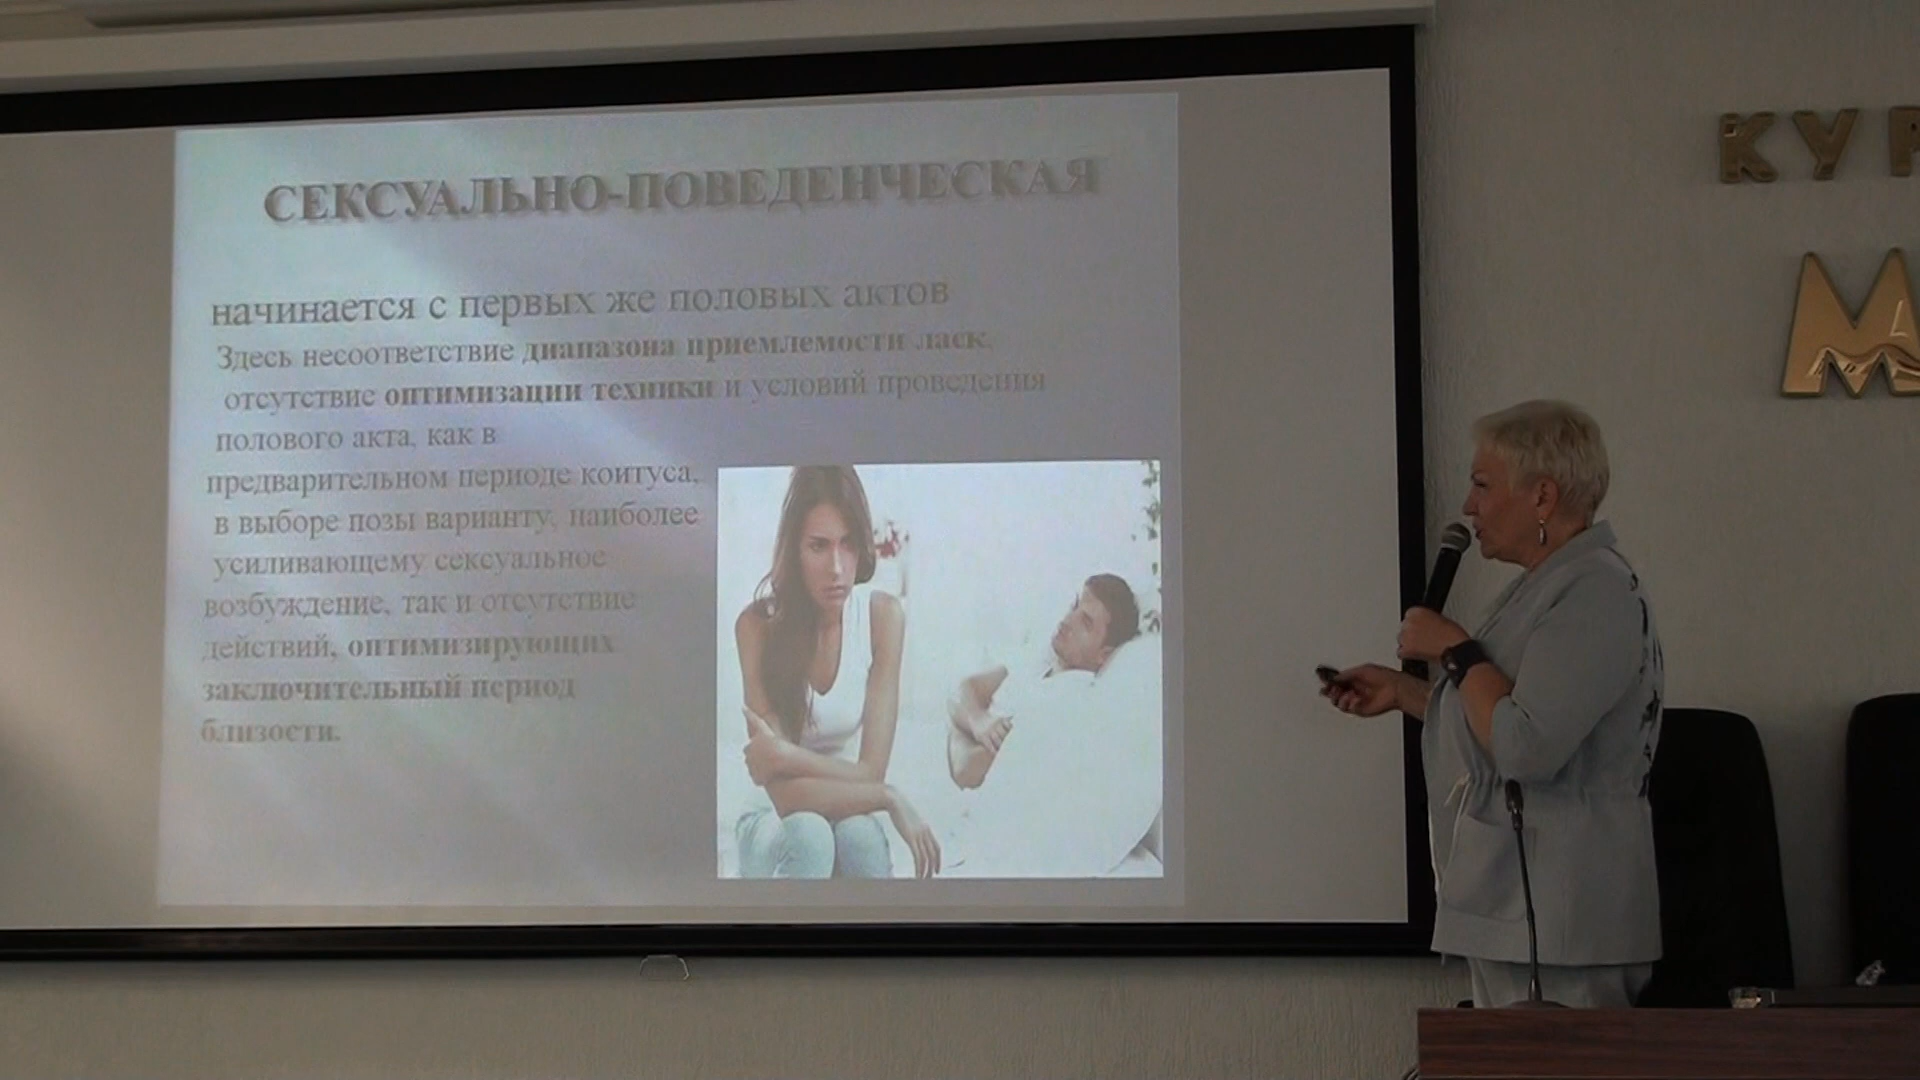 СЕКСУАЛЬНО-ПОВЕДЕНЧЕСКАЯ
начинается с первых же половых актов
Здесь несоответствие диапазона приемлемости ласк,
отсутствие оптимизации техники и условий проведения
полового акта, как в
предварительном периоде коитуса,
в выборе позы варианту, наиболее
усиливающему сексуальное
возбуждение, так и отсутствие
действий, оптимизирующих
заключительный период
близости.
КУР
М